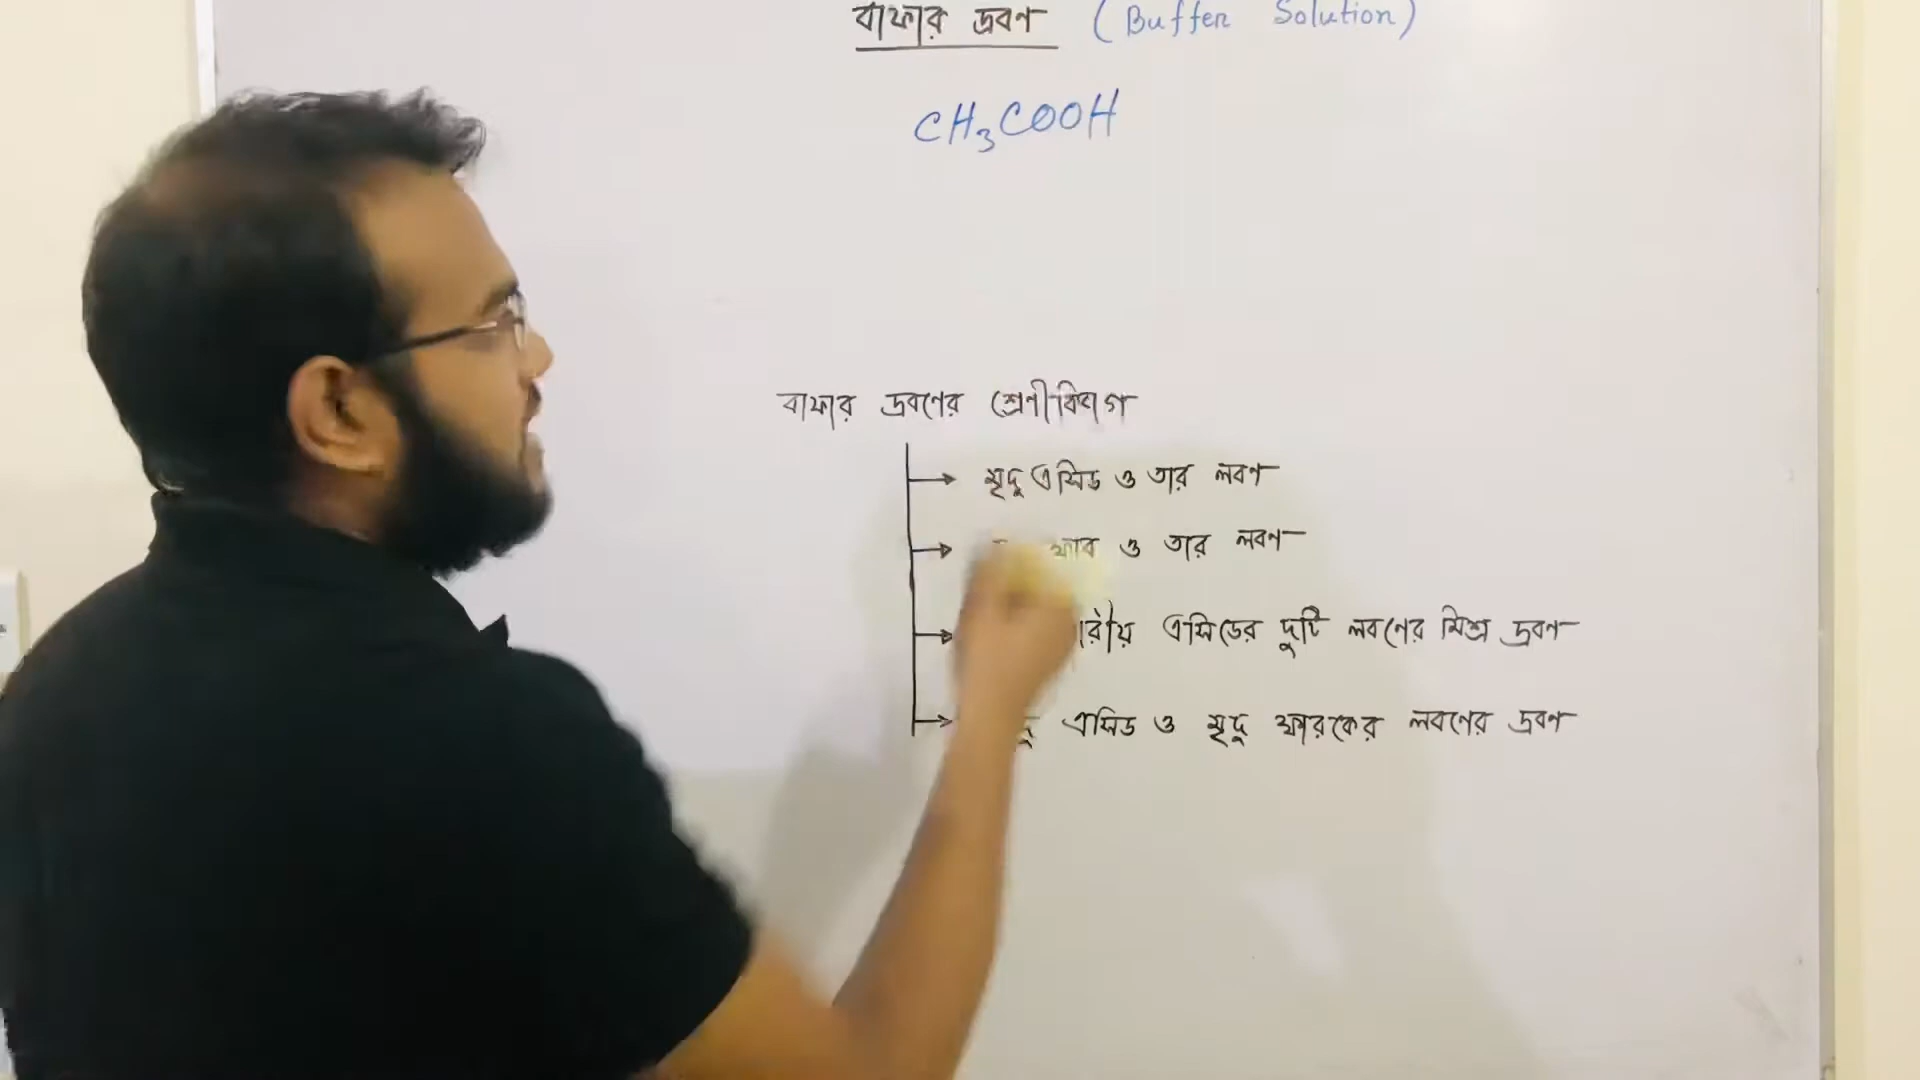 বাফার দ্রবণ (Buffer Solution)
CH₃COOH
বাফার দ্রবণের শ্রেণীবিভাগ
মৃদু এসিড ও তার লবণ
ও তার লবণ
এসিডের দুটি লবণের মিশ্র দ্রবণ
এসিড ও মৃদু ক্ষারকের লবণের দ্রবণ